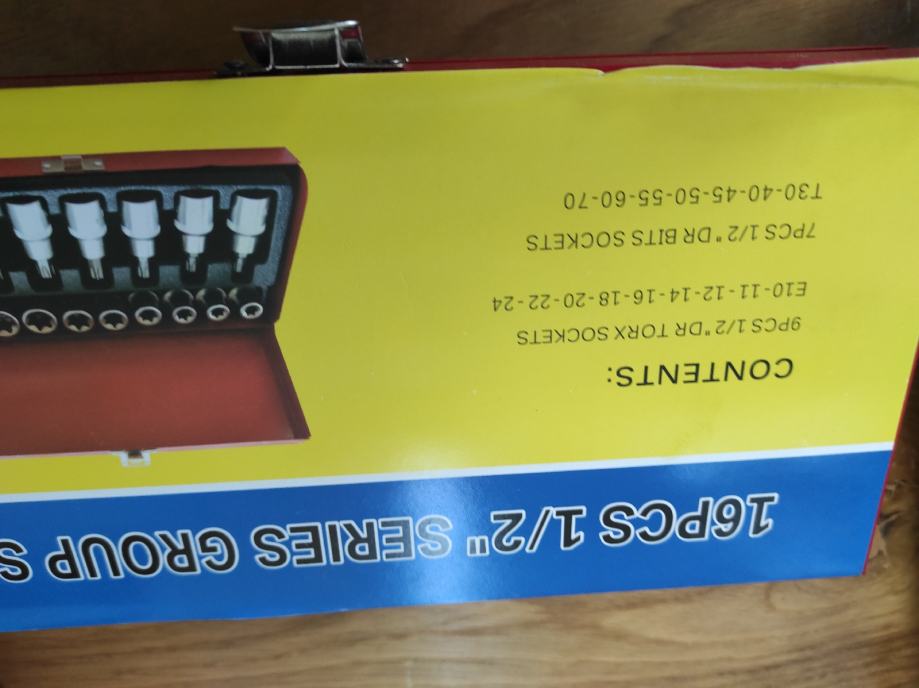 16PCS 1/2" SERIES GROUP S
CONTENTS:
9PCS 1/2" DR TORX SOCKETS
E10-11-12-14-16-18-20-22-24
7PCS 1/2" DR BITS SOCKETS
T30-40-45-50-55-60-70